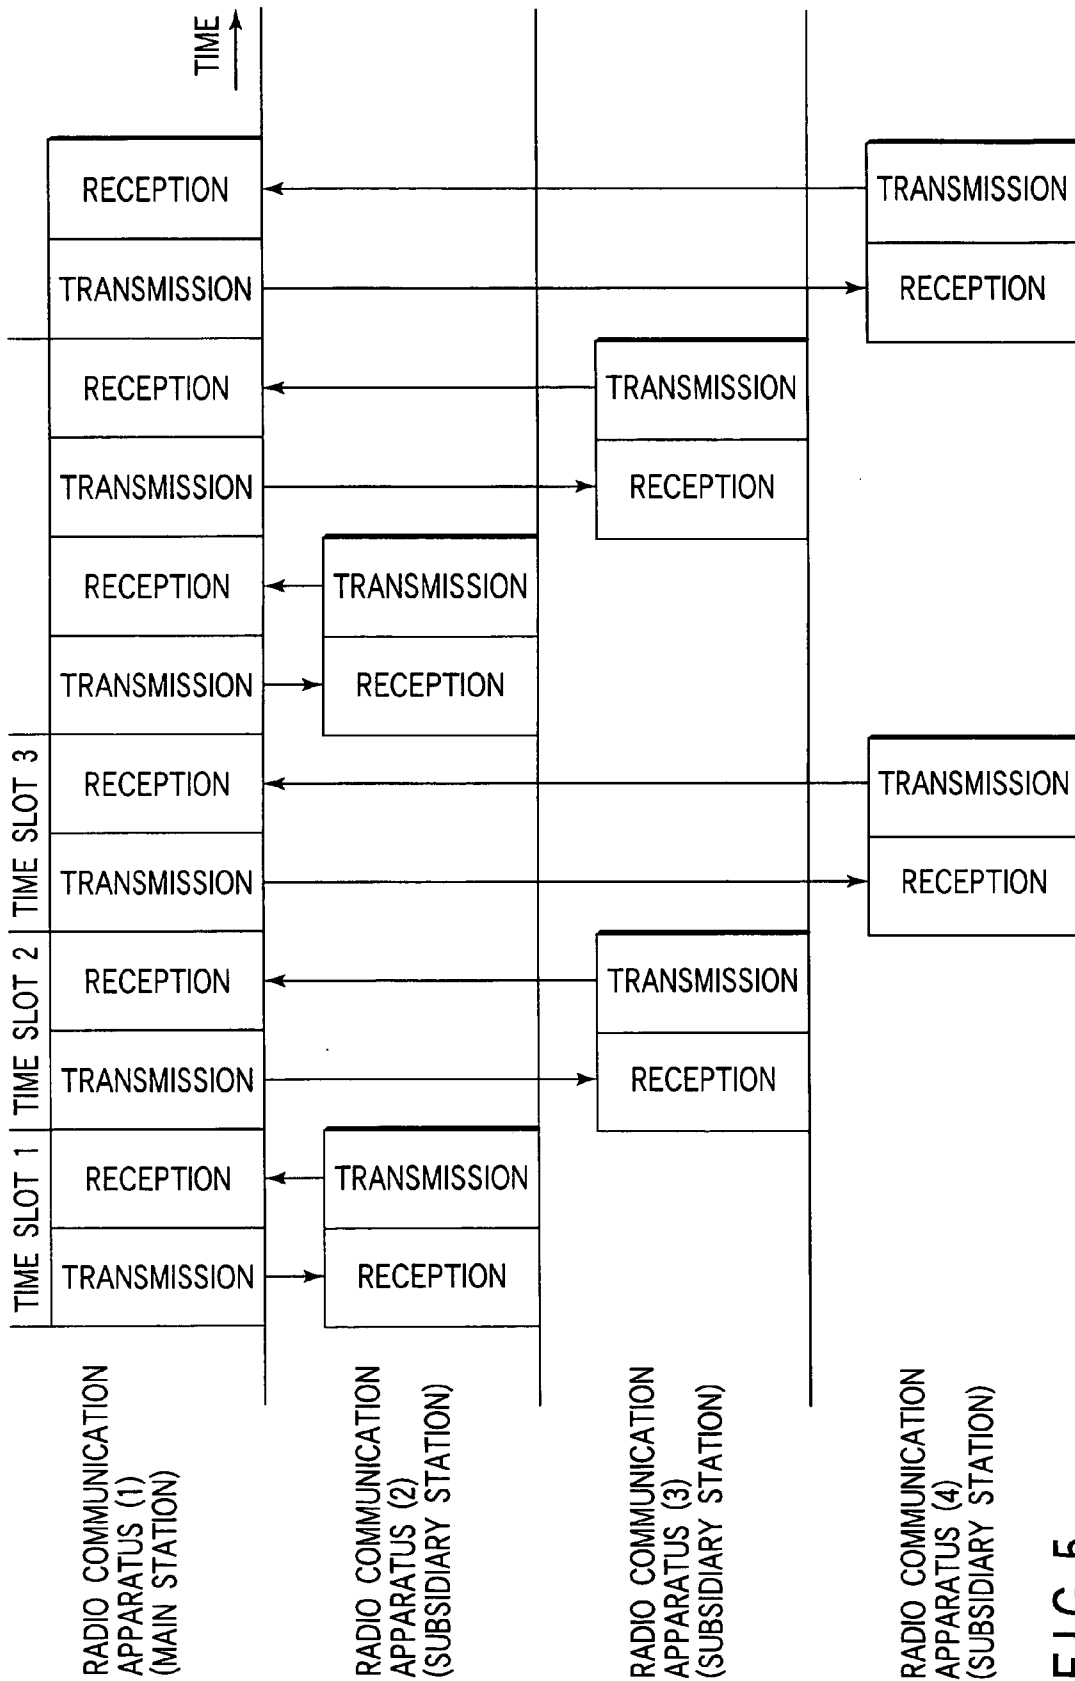 TIME SLOT 1
TIME SLOT 2
TIME SLOT 3
RADIO COMMUNICATION
APPARATUS (1)
(MAIN STATION)
TRANSMISSION
RECEPTION
TRANSMISSION
RECEPTION
TRANSMISSION
RECEPTION
TRANSMISSION
RECEPTION
TRANSMISSION
RECEPTION
TRANSMISSION
RECEPTION
TIME
RADIO COMMUNICATION
APPARATUS (2)
(SUBSIDIARY STATION)
RECEPTION
TRANSMISSION
RECEPTION
TRANSMISSION
RADIO COMMUNICATION
APPARATUS (3)
(SUBSIDIARY STATION)
RECEPTION
TRANSMISSION
RECEPTION
TRANSMISSION
RADIO COMMUNICATION
APPARATUS (4)
(SUBSIDIARY STATION)
RECEPTION
TRANSMISSION
RECEPTION
TRANSMISSION
FIG. 5